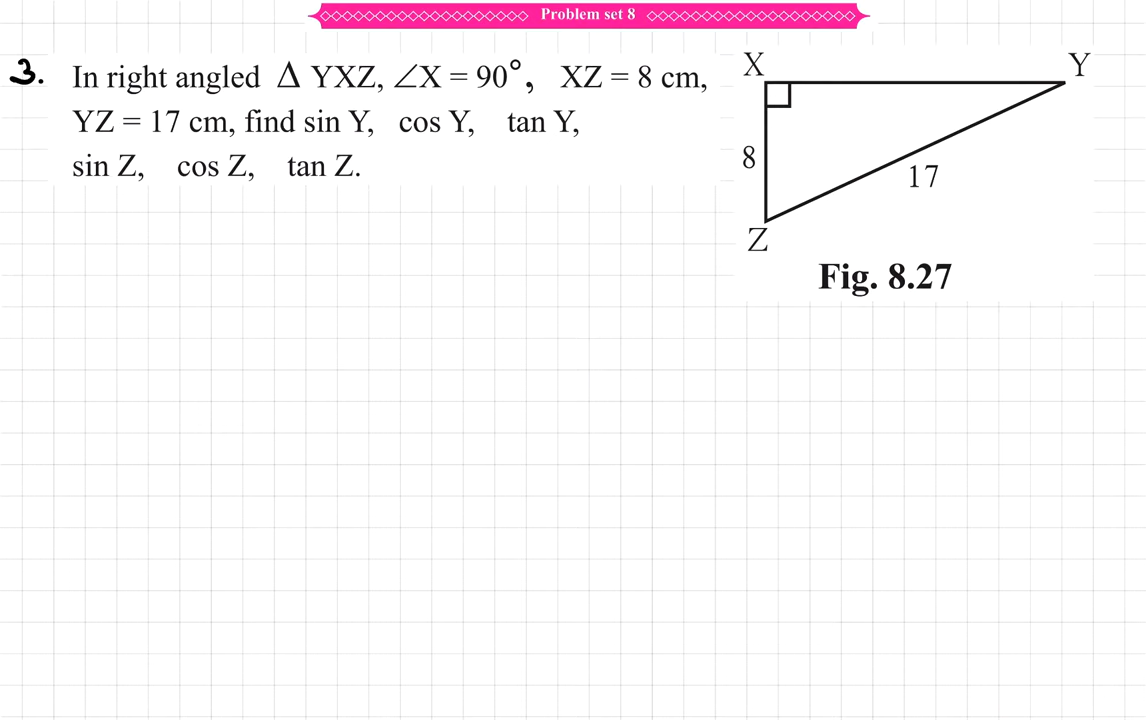 Problem set 8
3. In right angled Δ YXZ, ∠X = 90°, XZ = 8 cm,
YZ = 17 cm, find sin Y, cos Y, tan Y,
sin Z, cos Z, tan Z.
X Y
8
17
Z
Fig. 8.27